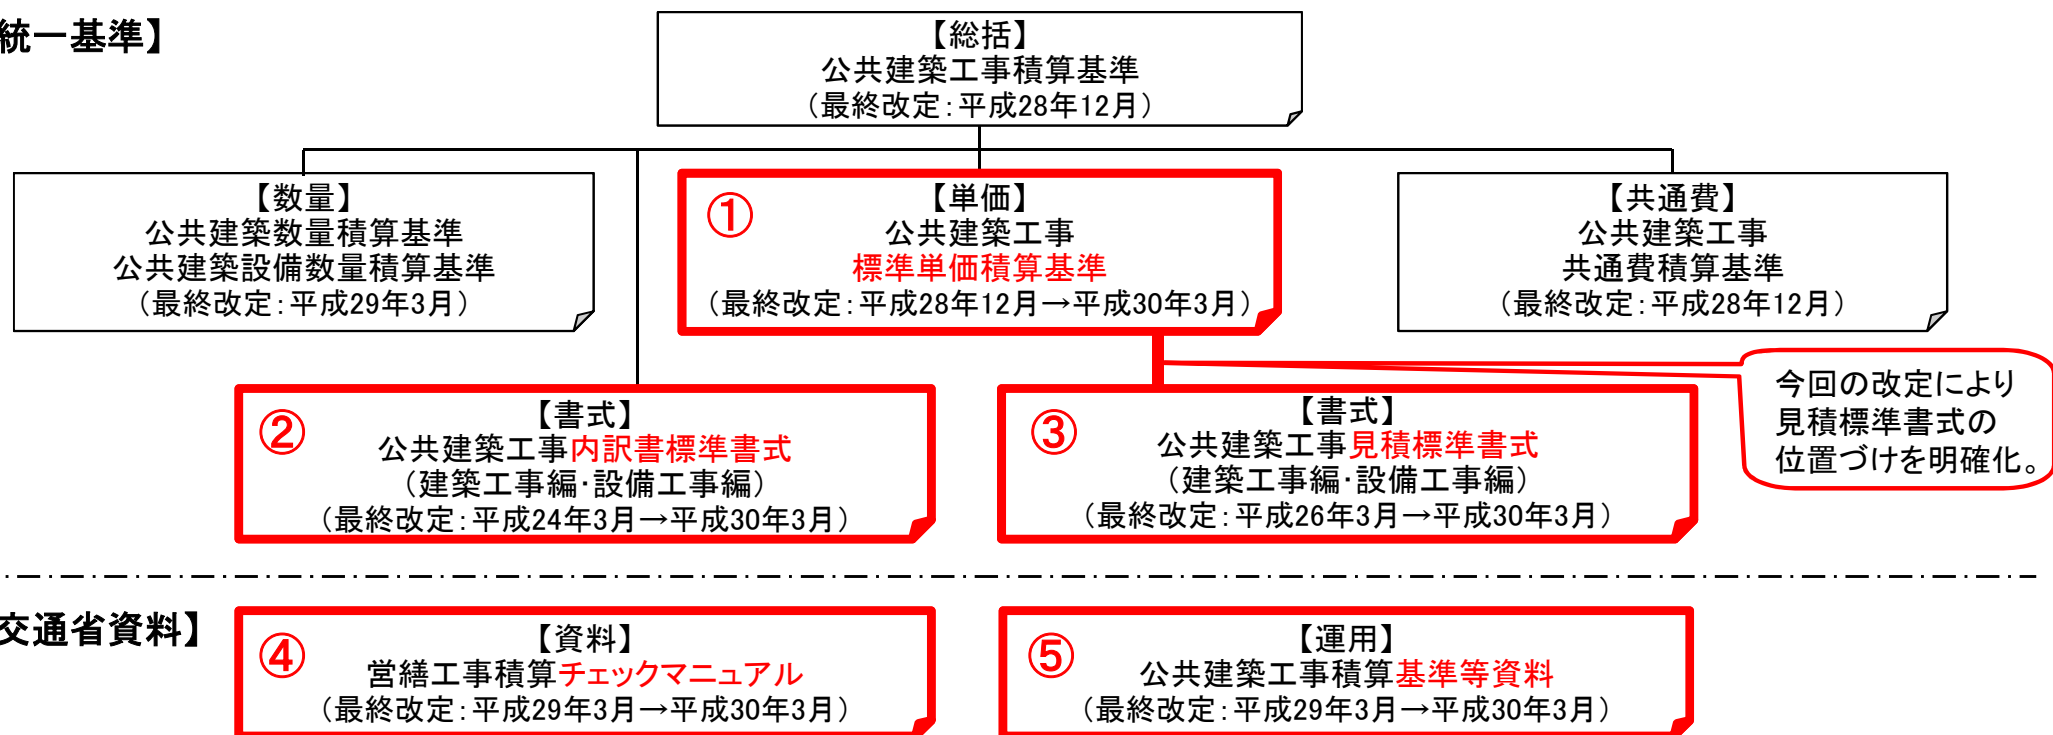 統一基準】
【総括】
公共建築工事積算基準
（最終改定：平成28年12月）
【数量】
公共建築数量積算基準
公共建築設備数量積算基準
（最終改定：平成29年3月）
①
【単価】
公共建築工事
標準単価積算基準
（最終改定：平成28年12月→平成30年3月）
【共通費】
公共建築工事
共通費積算基準
（最終改定：平成28年12月）
今回の改定により
見積標準書式の
位置づけを明確化。
②
【書式】
公共建築工事内訳書標準書式
（建築工事編･設備工事編）
（最終改定：平成24年3月→平成30年3月）
③
【書式】
公共建築工事見積標準書式
（建築工事編･設備工事編）
（最終改定：平成26年3月→平成30年3月）
交通省資料】
④
【資料】
営繕工事積算チェックマニュアル
（最終改定：平成29年3月→平成30年3月）
⑤
【運用】
公共建築工事積算基準等資料
（最終改定：平成29年3月→平成30年3月）